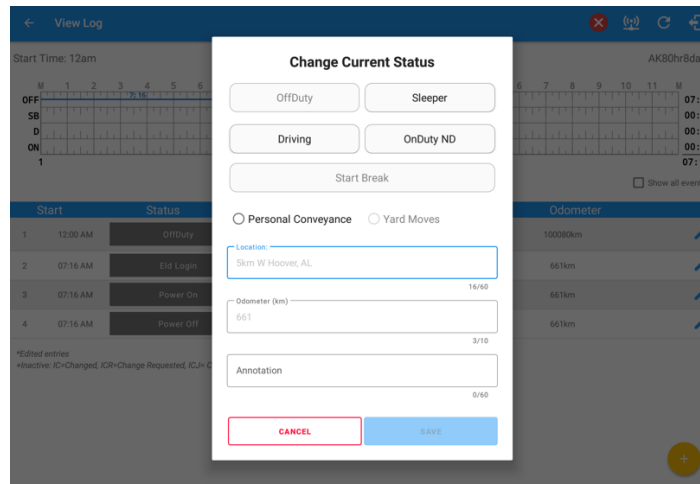 View Log
Start Time: 12am
AK80hr8da
M 1 2 3 4 5 6
6 7 8 9 10 11 M
OFF 7:16 07:
SB 00:
D 00:
ON 00:
1 07:
Show all event
Start Status Odometer
1 12:00 AM OffDuty 100080km
2 07:16 AM Eld Login 661km
3 07:16 AM Power On 661km
4 07:16 AM Power Off 661km
*Edited entries
+Inactive: IC=Changed, ICR=Change Requested, ICJ= C
Change Current Status
OffDuty Sleeper
Driving OnDuty ND
Start Break
Personal Conveyance Yard Moves
Location:
5km W Hoover, AL
16/60
Odometer (km)
661
3/10
Annotation
0/60
CANCEL SAVE
+